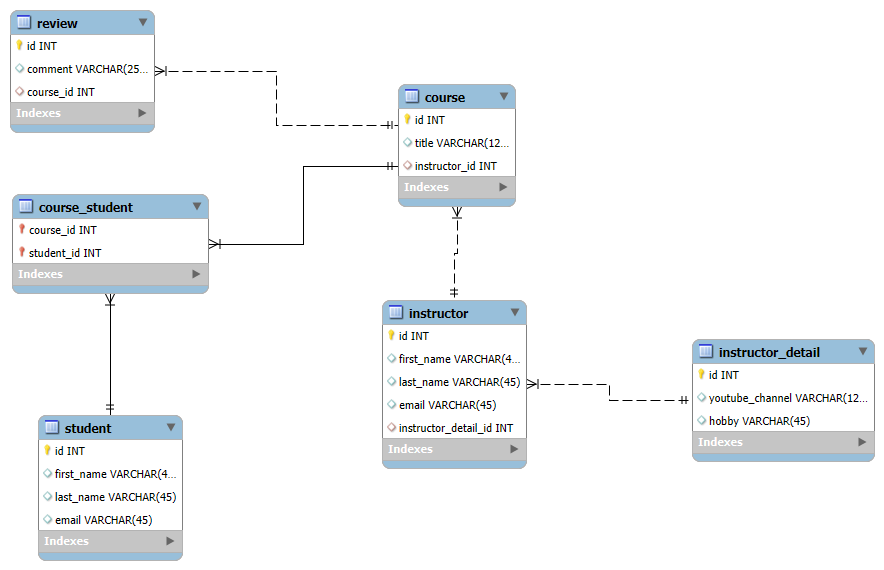 review
id INT
comment VARCHAR(25...
course_id INT
Indexes
course
id INT
title VARCHAR(12...
instructor_id INT
Indexes
course_student
course_id INT
student_id INT
Indexes
instructor
id INT
first_name VARCHAR(4...
last_name VARCHAR(45)
email VARCHAR(45)
instructor_detail_id INT
Indexes
instructor_detail
id INT
youtube_channel VARCHAR(12...
hobby VARCHAR(45)
Indexes
student
id INT
first_name VARCHAR(4...
last_name VARCHAR(45)
email VARCHAR(45)
Indexes